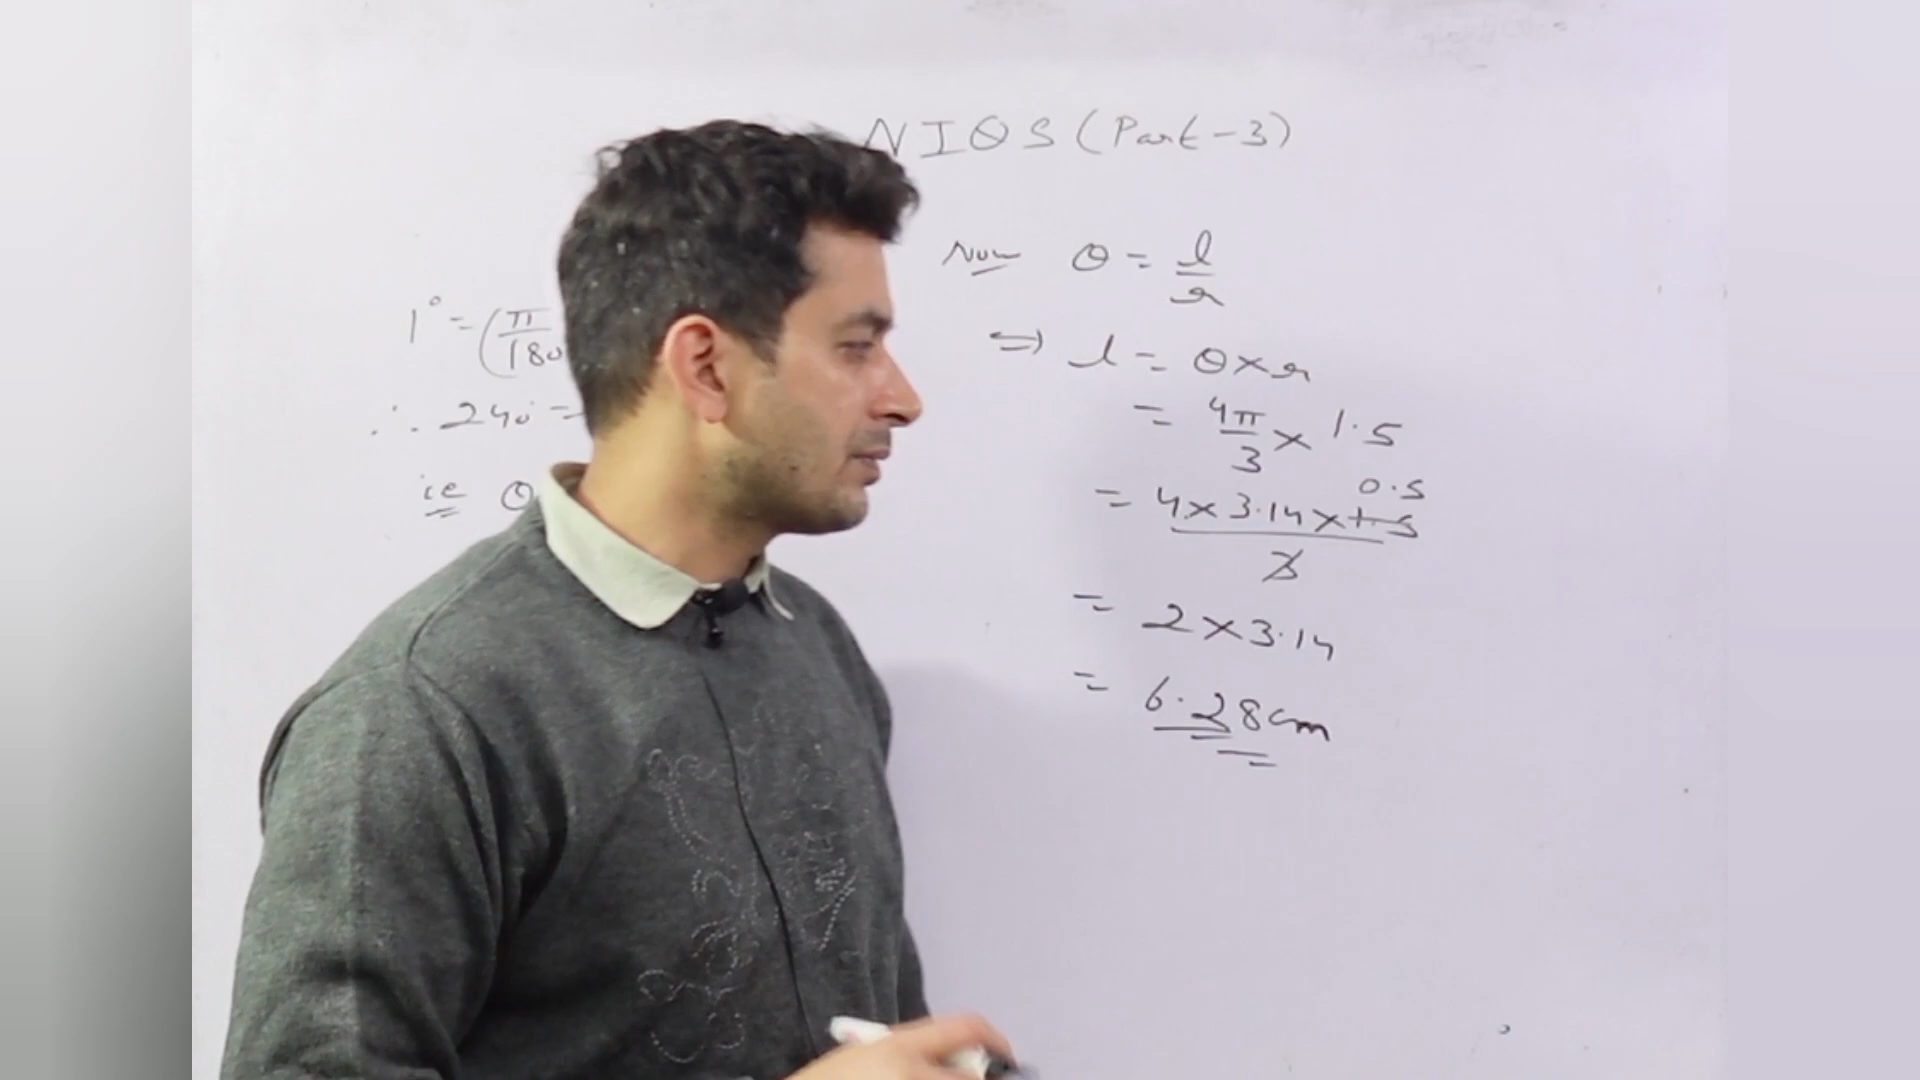 NIOS (Part-3)
1° = (π/180
∴ 240° =
ie θ
Now θ = l/r
⇒ l = θ×r
= 4π/3 × 1.5
0.5
= 4×3.14×1.5/3
= 2×3.14
= 6.28cm